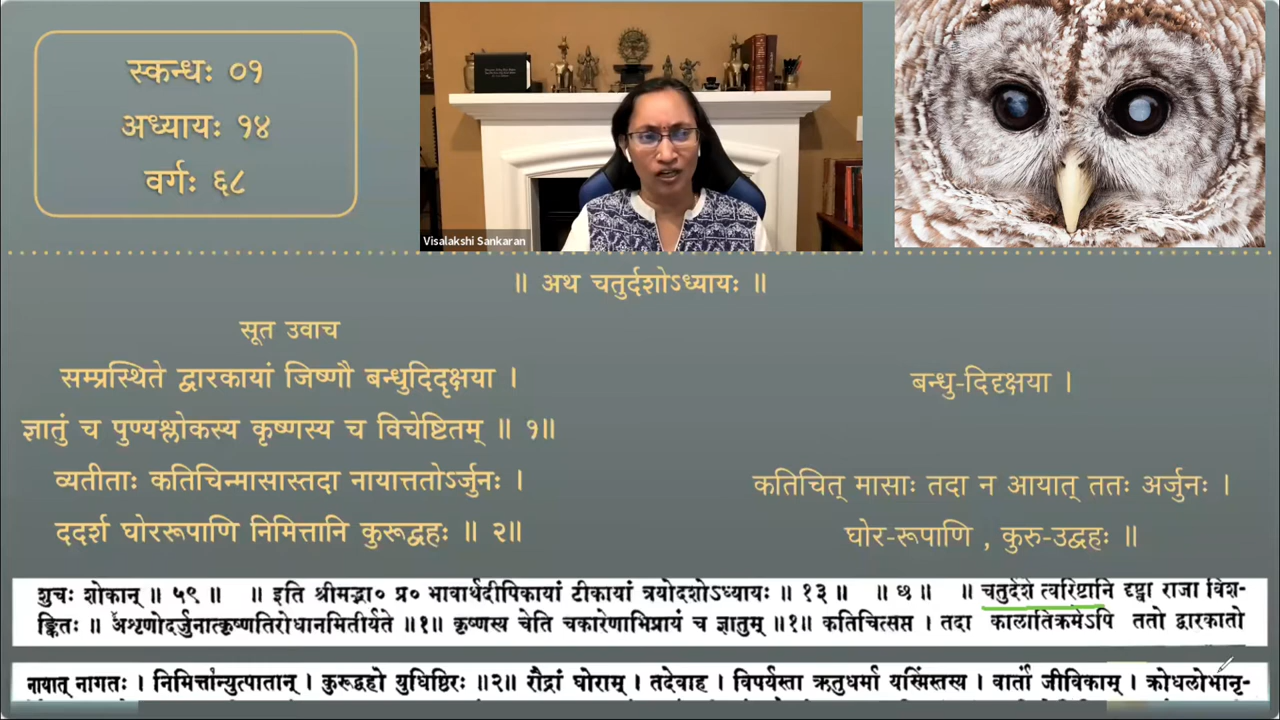 स्कन्धः ०१
अध्यायः १४
वर्गः ६८
Visalakshi Sankaran
॥ अथ चतुर्दशोऽध्यायः ॥
सूत उवाच
सम्प्रस्थिते द्वारकायां जिष्णौ बन्धुदिदृक्षया ।
बन्धु-दिदृक्षया ।
ज्ञातुं च पुण्यश्लोकस्य कृष्णस्य च विचेष्टितम् ॥ १॥
व्यतीताः कतिचिन्मासास्तदा नायात्ततोऽर्जुनः ।
कतिचित् मासाः तदा न आयात् ततः अर्जुनः ।
ददर्श घोररूपाणि निमित्तानि कुरूद्वहः ॥ २॥
घोर-रूपाणि , कुरु-उद्वहः ॥
शुचः शोकान् ॥ ५९ ॥ ॥ इति श्रीमद्भा० प्र० भावार्थदीपिकायां टीकायां त्रयोदशोऽध्यायः ॥ १३ ॥ ॥ छ ॥ ॥ चतुर्दशे त्वरिष्टानि दृष्ट्वा राजा विश-
ङ्कितः ॥ अशृणोदर्जुनात्कृष्णतिरोधानमितीर्यते ॥१॥ कृष्णस्य चेति चकारेणाभिप्रायं च ज्ञातुम् ॥१॥ कतिचित्सप्त । तदा कालातिक्रमेऽपि ततो द्वारकातो
नायात् नागतः । निमित्तान्युत्पातान् । कुरूद्वहो युधिष्ठिरः ॥२॥ रौद्रां घोराम् । तदेवाह । विपर्यस्ता ऋतुधर्मा यस्मिंस्तस्य । वार्तां जीविकाम् । क्रोधलोभानृ-